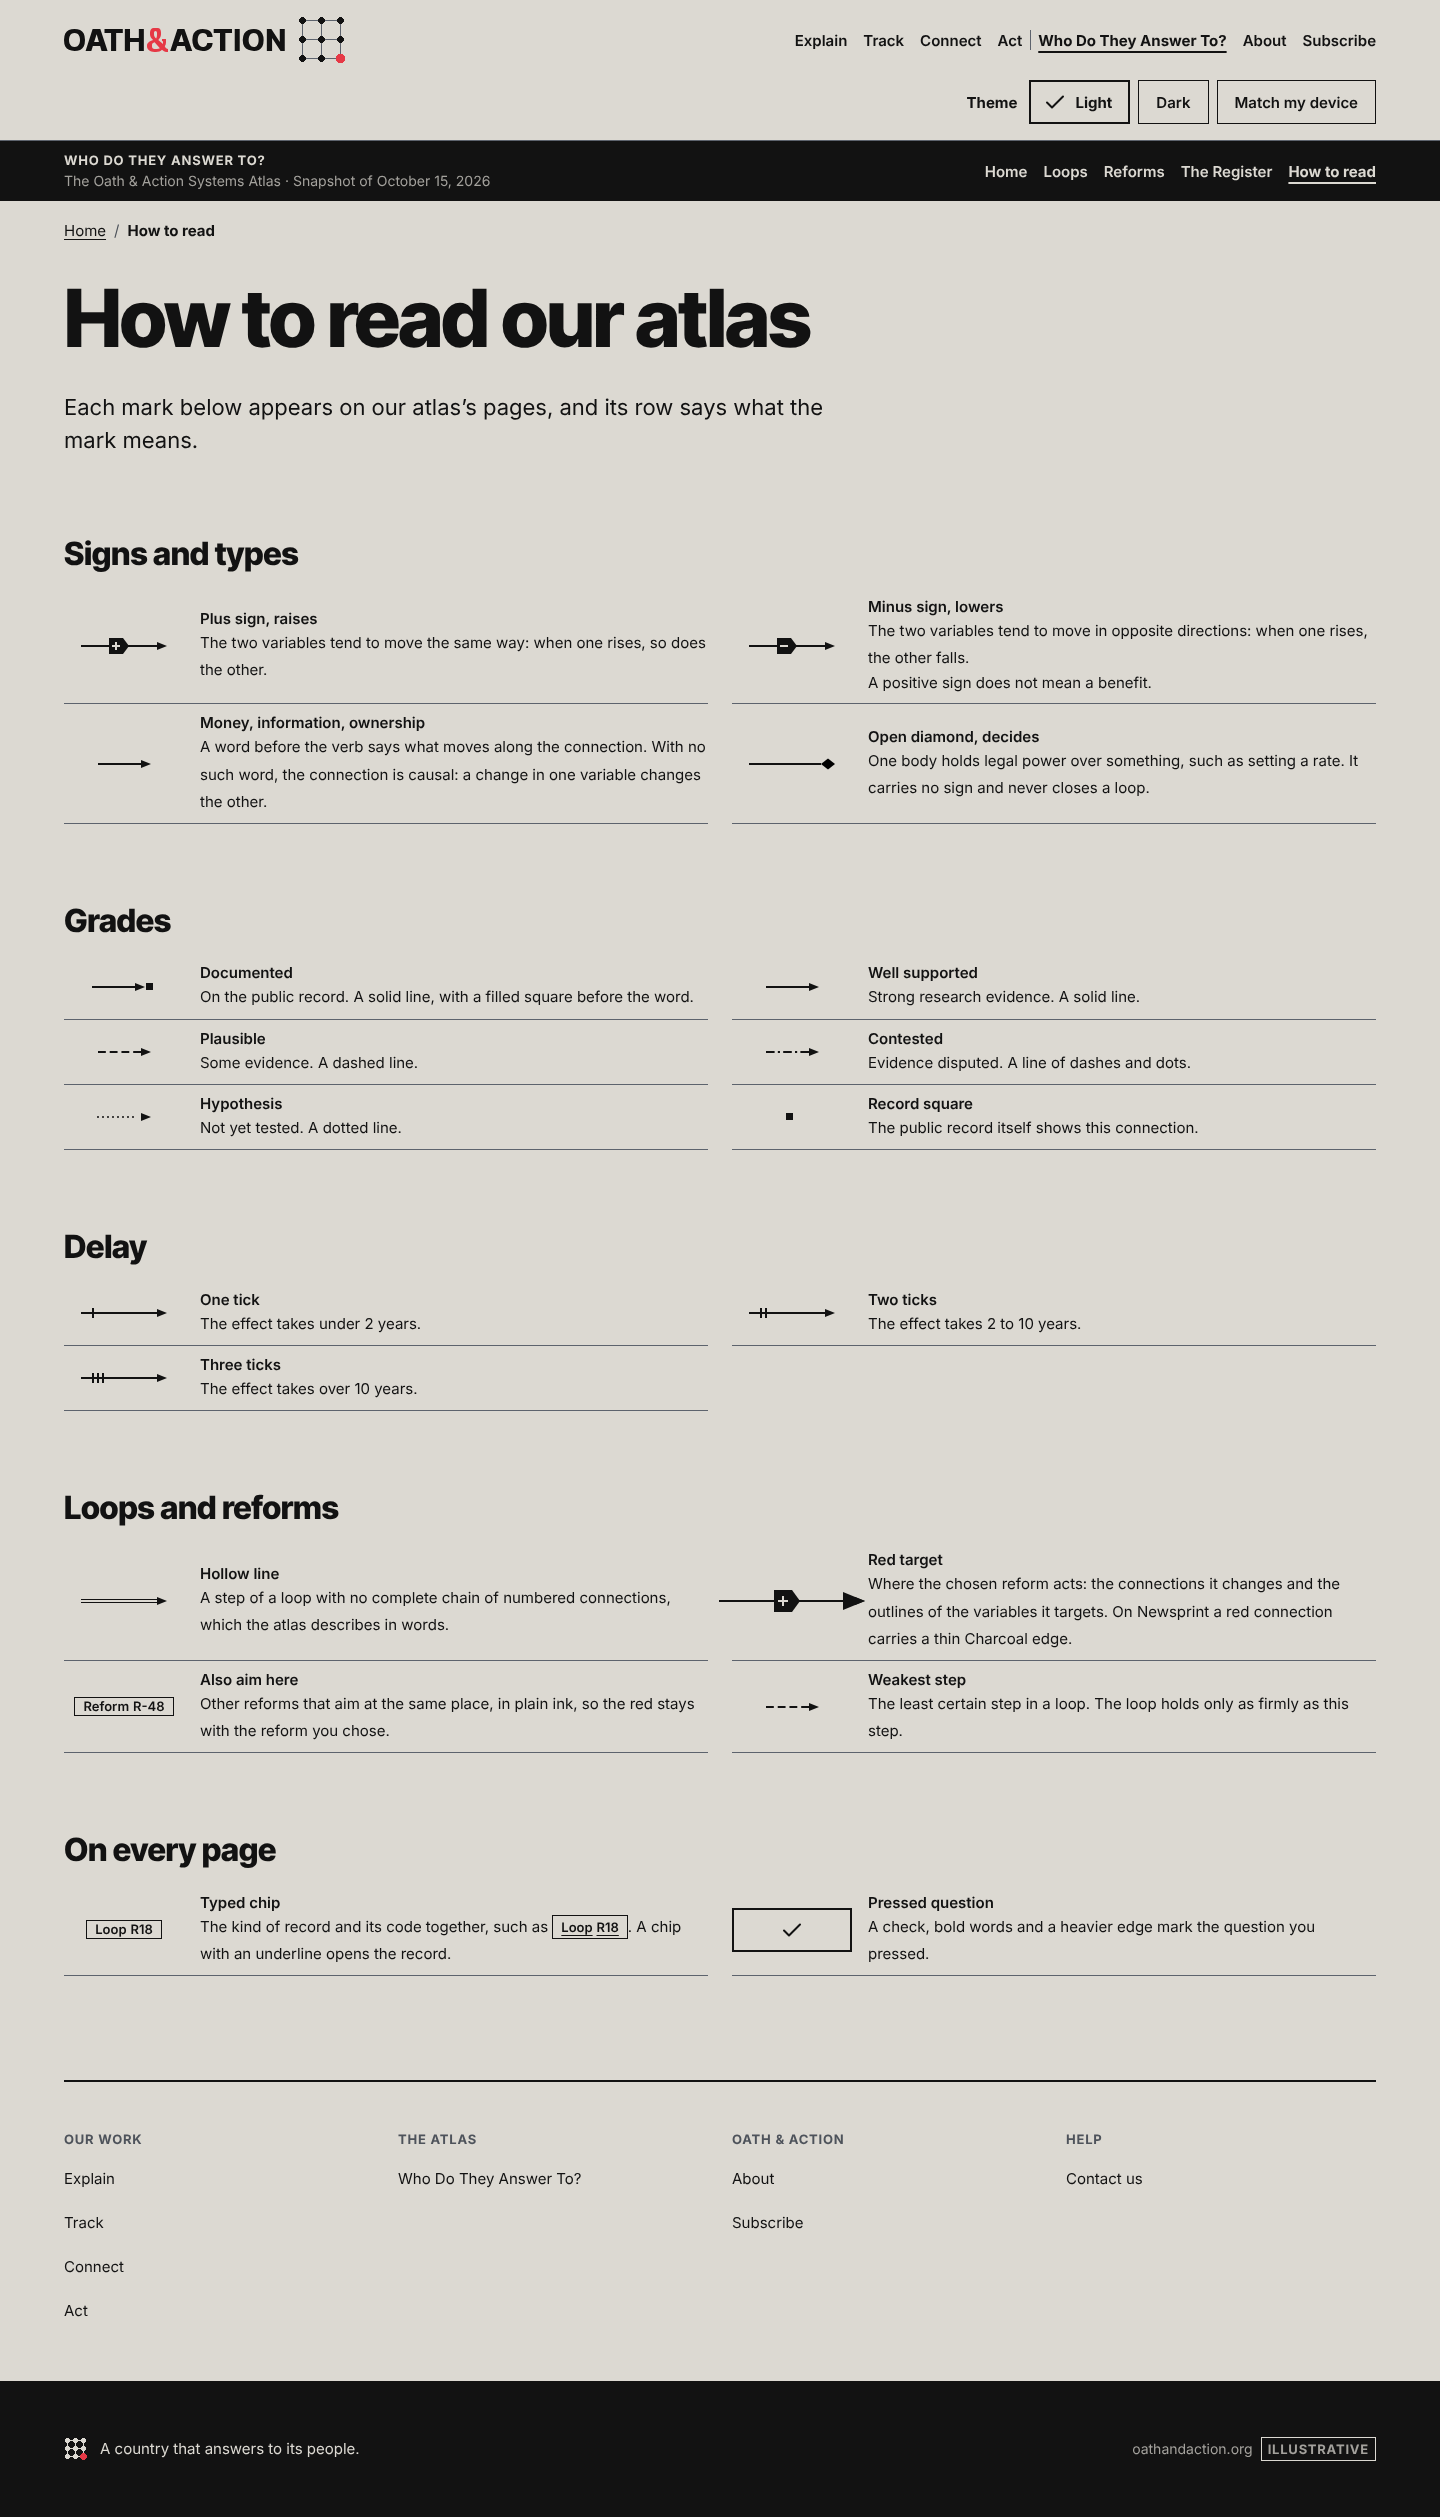 OATH&ACTION
Explain Track Connect Act Who Do They Answer To? About Subscribe
Theme Light Dark Match my device
WHO DO THEY ANSWER TO?
The Oath & Action Systems Atlas · Snapshot of October 15, 2026
Home Loops Reforms The Register How to read
Home / How to read
How to read our atlas
Each mark below appears on our atlas’s pages, and its row says what the
mark means.
Signs and types
Plus sign, raises
The two variables tend to move the same way: when one rises, so does
the other.
Minus sign, lowers
The two variables tend to move in opposite directions: when one rises,
the other falls.
A positive sign does not mean a benefit.
Money, information, ownership
A word before the verb says what moves along the connection. With no
such word, the connection is causal: a change in one variable changes
the other.
Open diamond, decides
One body holds legal power over something, such as setting a rate. It
carries no sign and never closes a loop.
Grades
Documented
On the public record. A solid line, with a filled square before the word.
Well supported
Strong research evidence. A solid line.
Plausible
Some evidence. A dashed line.
Contested
Evidence disputed. A line of dashes and dots.
Hypothesis
Not yet tested. A dotted line.
Record square
The public record itself shows this connection.
Delay
One tick
The effect takes under 2 years.
Two ticks
The effect takes 2 to 10 years.
Three ticks
The effect takes over 10 years.
Loops and reforms
Hollow line
A step of a loop with no complete chain of numbered connections,
which the atlas describes in words.
Red target
Where the chosen reform acts: the connections it changes and the
outlines of the variables it targets. On Newsprint a red connection
carries a thin Charcoal edge.
Reform R-48
Also aim here
Other reforms that aim at the same place, in plain ink, so the red stays
with the reform you chose.
Weakest step
The least certain step in a loop. The loop holds only as firmly as this
step.
On every page
Loop R18
Typed chip
The kind of record and its code together, such as Loop R18. A chip
with an underline opens the record.
Pressed question
A check, bold words and a heavier edge mark the question you
pressed.
OUR WORK
Explain
Track
Connect
Act
THE ATLAS
Who Do They Answer To?
OATH & ACTION
About
Subscribe
HELP
Contact us
A country that answers to its people.
oathandaction.org ILLUSTRATIVE